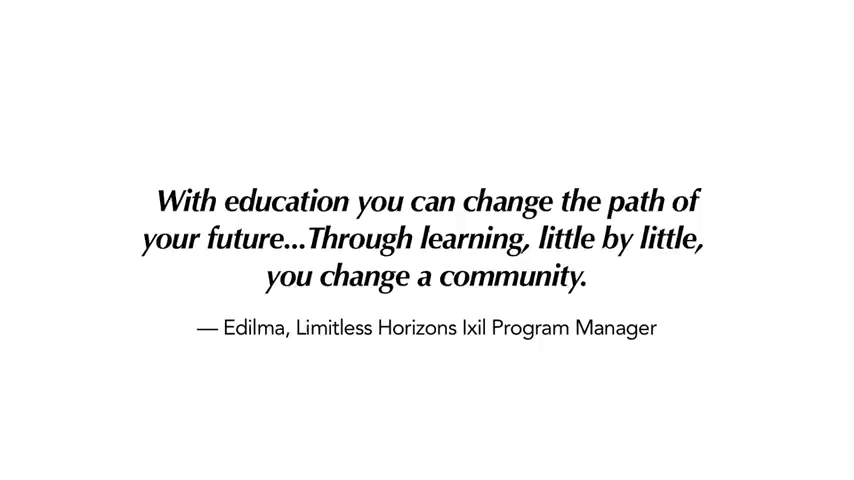 With education you can change the path of
your future...Through learning, little by little,
you change a community.
— Edilma, Limitless Horizons Ixil Program Manager